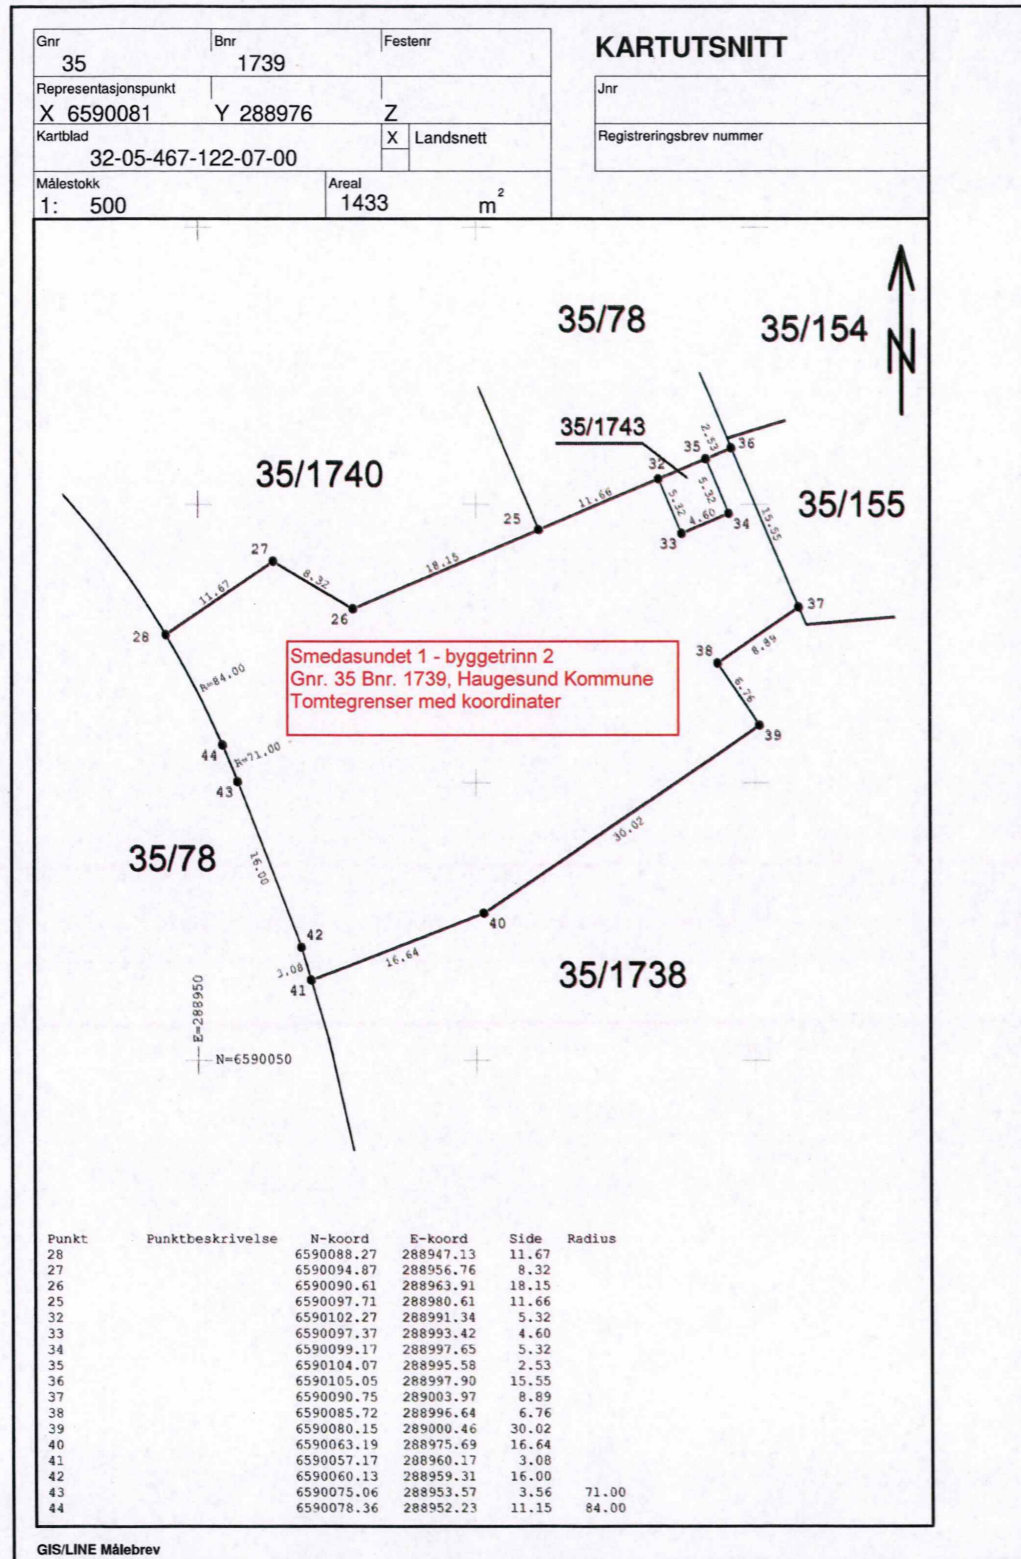 Gnr Bnr Festenr
35 1739
KARTUTSNITT
Representasjonspunkt
X 6590081 Y 288976 Z
Jnr
Kartblad X Landsnett
32-05-467-122-07-00
Registreringsbrev nummer
Målestokk Areal
1: 500 1433 m2
35/78
35/154
N
35/1743
2.53
35 36
32
35/1740
11.66
5.32
5.32
4.60
15.55
35/155
25
33 34
27
18.15
11.67
8.32
26
37
28
38
8.89
Smedasundet 1 - byggetrinn 2
Gnr. 35 Bnr. 1739, Haugesund Kommune
Tomtegrenser med koordinater
R=84.00
6.76
39
44
R=71.00
43
30.02
35/78
16.00
40
42
16.64
3.08
41
35/1738
E=288950
N=6590050
Punkt Punktbeskrivelse N-koord E-koord Side Radius
28 6590088.27 288947.13 11.67
27 6590094.87 288956.76 8.32
26 6590090.61 288963.91 18.15
25 6590097.71 288980.61 11.66
32 6590102.27 288991.34 5.32
33 6590097.37 288993.42 4.60
34 6590099.17 288997.65 5.32
35 6590104.07 288995.58 2.53
36 6590105.05 288997.90 15.55
37 6590090.75 289003.97 8.89
38 6590085.72 288996.64 6.76
39 6590080.15 289000.46 30.02
40 6590063.19 288975.69 16.64
41 6590057.17 288960.17 3.08
42 6590060.13 288959.31 16.00
43 6590075.06 288953.57 3.56 71.00
44 6590078.36 288952.23 11.15 84.00
GIS/LINE Målebrev